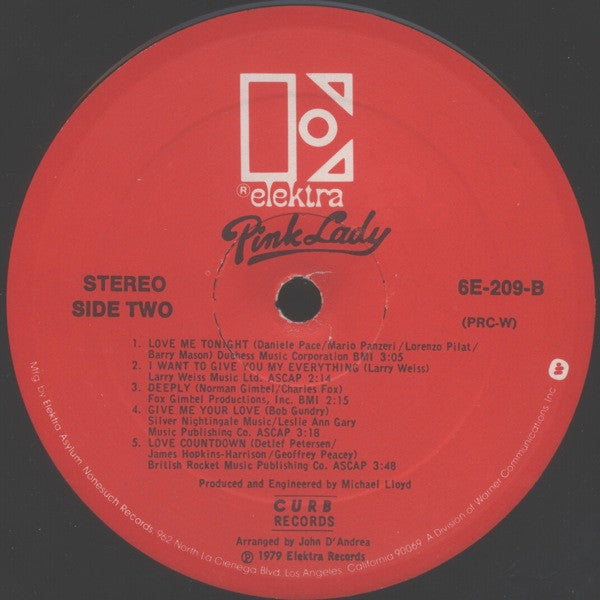 ® elektra
Pink Lady
STEREO
SIDE TWO
6E-209-B
(PRC-W)
1. LOVE ME TONIGHT (Daniele Pace/Mario Panzeri/Lorenzo Pilat/
Barry Mason) Duchess Music Corporation BMI 3:05
2. I WANT TO GIVE YOU MY EVERYTHING (Larry Weiss)
Larry Weiss Music Ltd. ASCAP 2:14
3. DEEPLY (Norman Gimbel/Charles Fox)
Fox Gimbel Productions, Inc. BMI 2:15
4. GIVE ME YOUR LOVE (Bob Gundry)
Silver Nightingale Music/Leslie Ann Gary
Music Publishing Co. ASCAP 3:18
5. LOVE COUNTDOWN (Detlef Petersen/
James Hopkins-Harrison/Geoffrey Peacey)
British Rocket Music Publishing Co. ASCAP 3:48
Produced and Engineered by Michael Lloyd
CURB
RECORDS
Arranged by John D'Andrea
℗ 1979 Elektra Records
Mfg. by Elektra/Asylum/Nonesuch Records, 962 North La Cienega Blvd. Los Angeles, California 90069. A Division of Warner Communications, Inc.